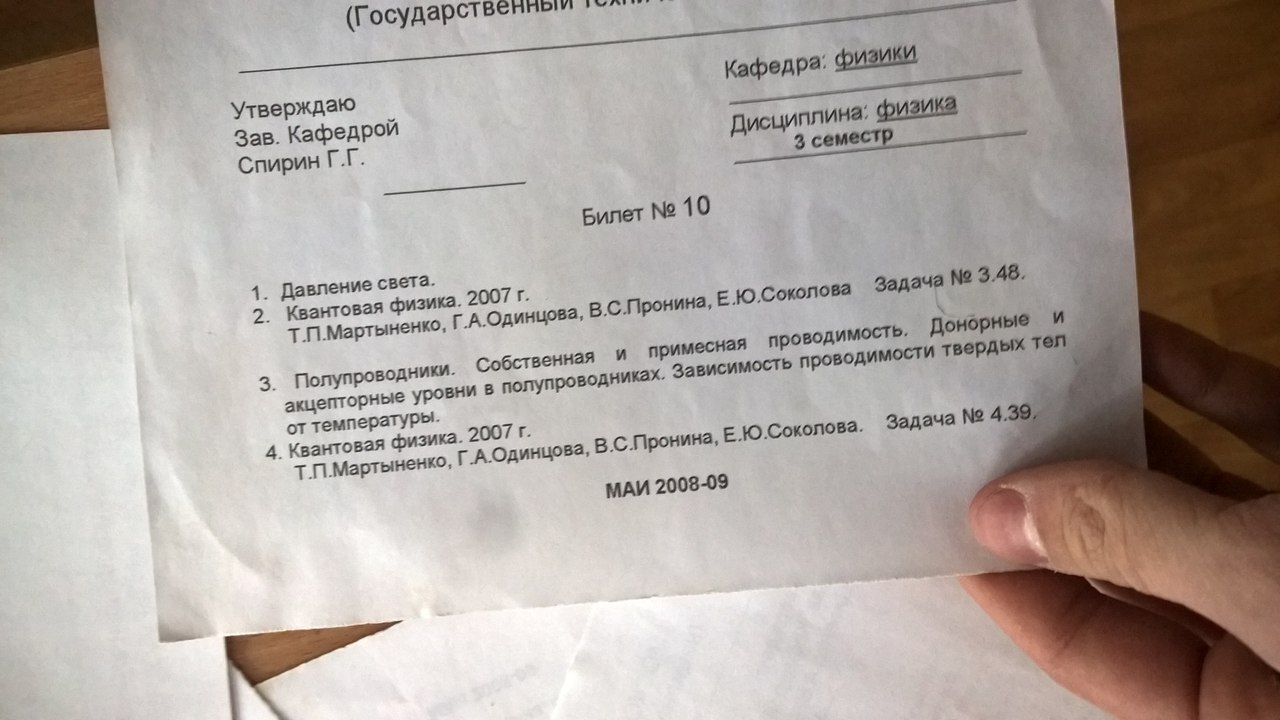 (Государственный
Утверждаю
Зав. Кафедрой
Спирин Г.Г.
Кафедра: физики
Дисциплина: физика
3 семестр
Билет № 10
1. Давление света.
2. Квантовая физика. 2007 г.
Т.П.Мартыненко, Г.А.Одинцова, В.С.Пронина, Е.Ю.Соколова Задача № 3.48.
3. Полупроводники. Собственная и примесная проводимость. Донорные и
акцепторные уровни в полупроводниках. Зависимость проводимости твердых тел
от температуры.
4. Квантовая физика. 2007 г.
Т.П.Мартыненко, Г.А.Одинцова, В.С.Пронина, Е.Ю.Соколова. Задача № 4.39.
МАИ 2008-09